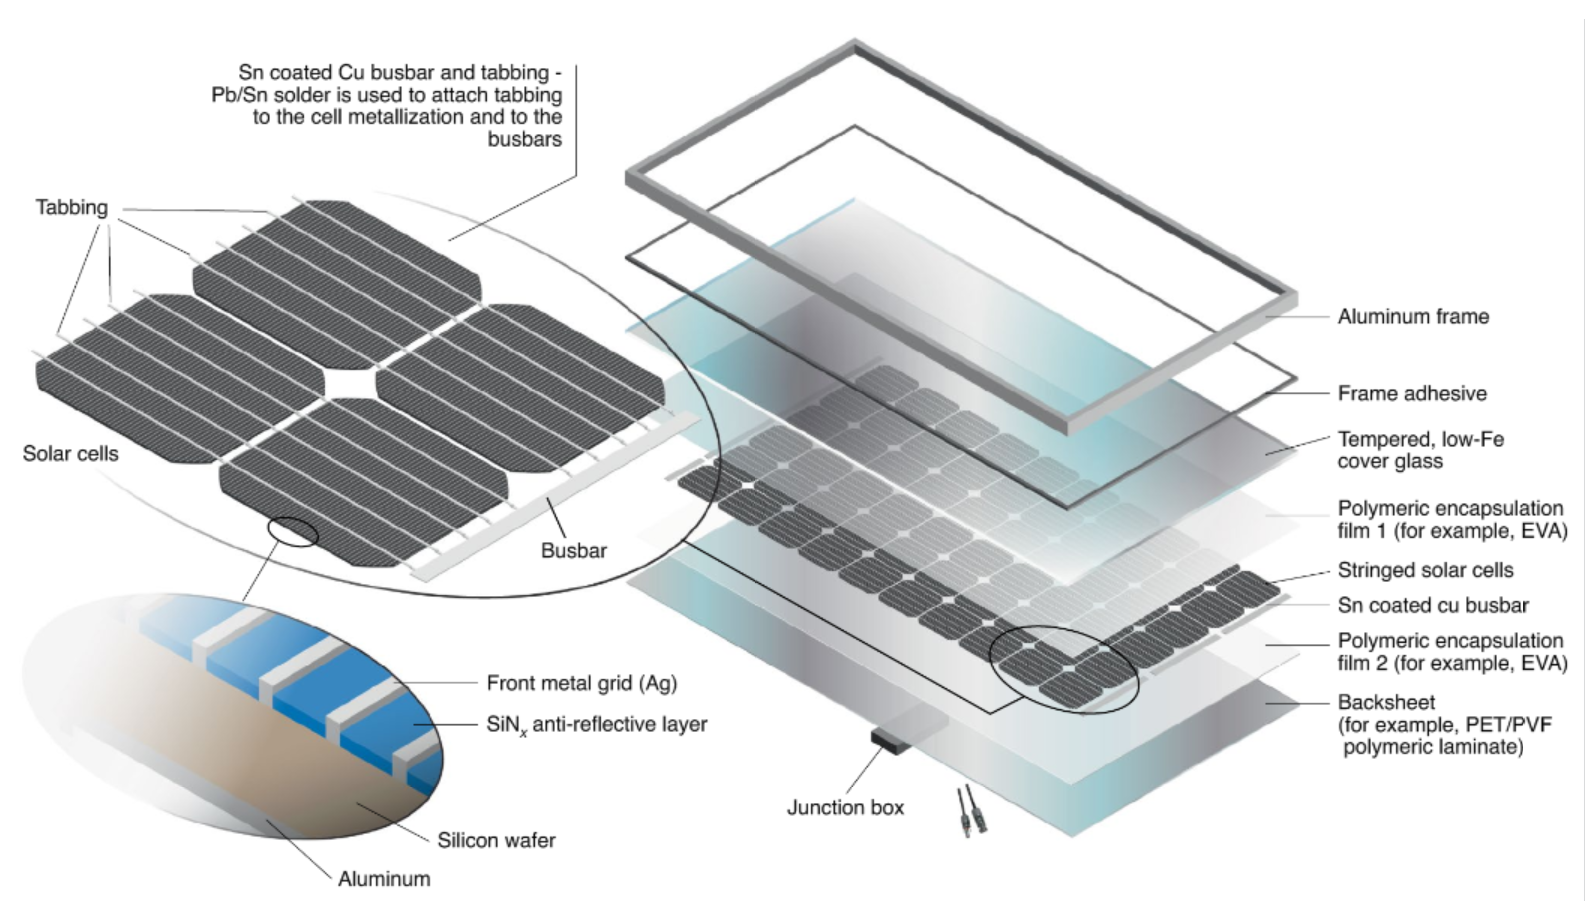 Sn coated Cu busbar and tabbing -
Pb/Sn solder is used to attach tabbing
to the cell metallization and to the
busbars
Tabbing
Solar cells
Busbar
Front metal grid (Ag)
SiNx anti-reflective layer
Silicon wafer
Aluminum
Aluminum frame
Frame adhesive
Tempered, low-Fe
cover glass
Polymeric encapsulation
film 1 (for example, EVA)
Stringed solar cells
Sn coated cu busbar
Polymeric encapsulation
film 2 (for example, EVA)
Backsheet
(for example, PET/PVF
polymeric laminate)
Junction box